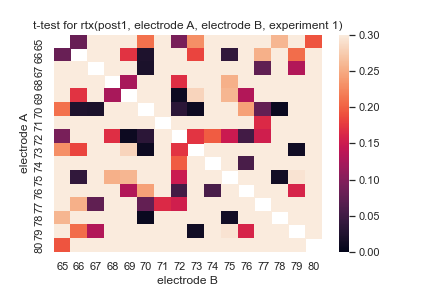 t-test for rtx(post1, electrode A, electrode B, experiment 1)
electrode A
65 66 67 68 69 70 71 72 73 74 75 76 77 78 79 80
65 66 67 68 69 70 71 72 73 74 75 76 77 78 79 80
electrode B
0.30
0.25
0.20
0.15
0.10
0.05
0.00